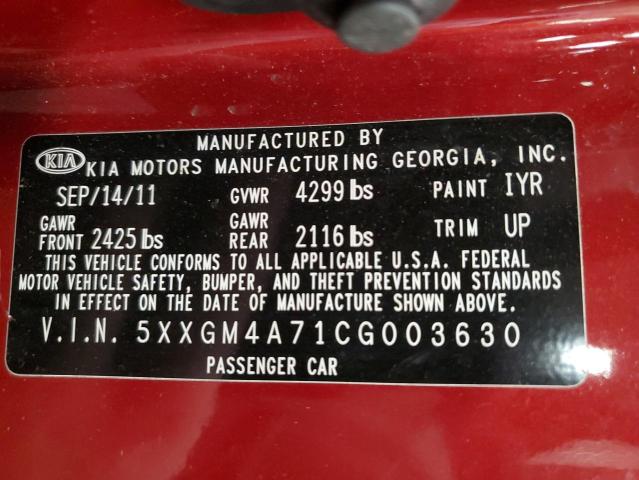 MANUFACTURED BY
KIA KIA MOTORS MANUFACTURING GEORGIA, INC.
SEP/14/11 GVWR 4299 lbs PAINT IYR
GAWR FRONT 2425 lbs GAWR REAR 2116 lbs TRIM UP
THIS VEHICLE CONFORMS TO ALL APPLICABLE U.S.A. FEDERAL
MOTOR VEHICLE SAFETY, BUMPER, AND THEFT PREVENTION STANDARDS
IN EFFECT ON THE DATE OF MANUFACTURE SHOWN ABOVE.
V.I.N. 5XXGM4A71CG003630
PASSENGER CAR